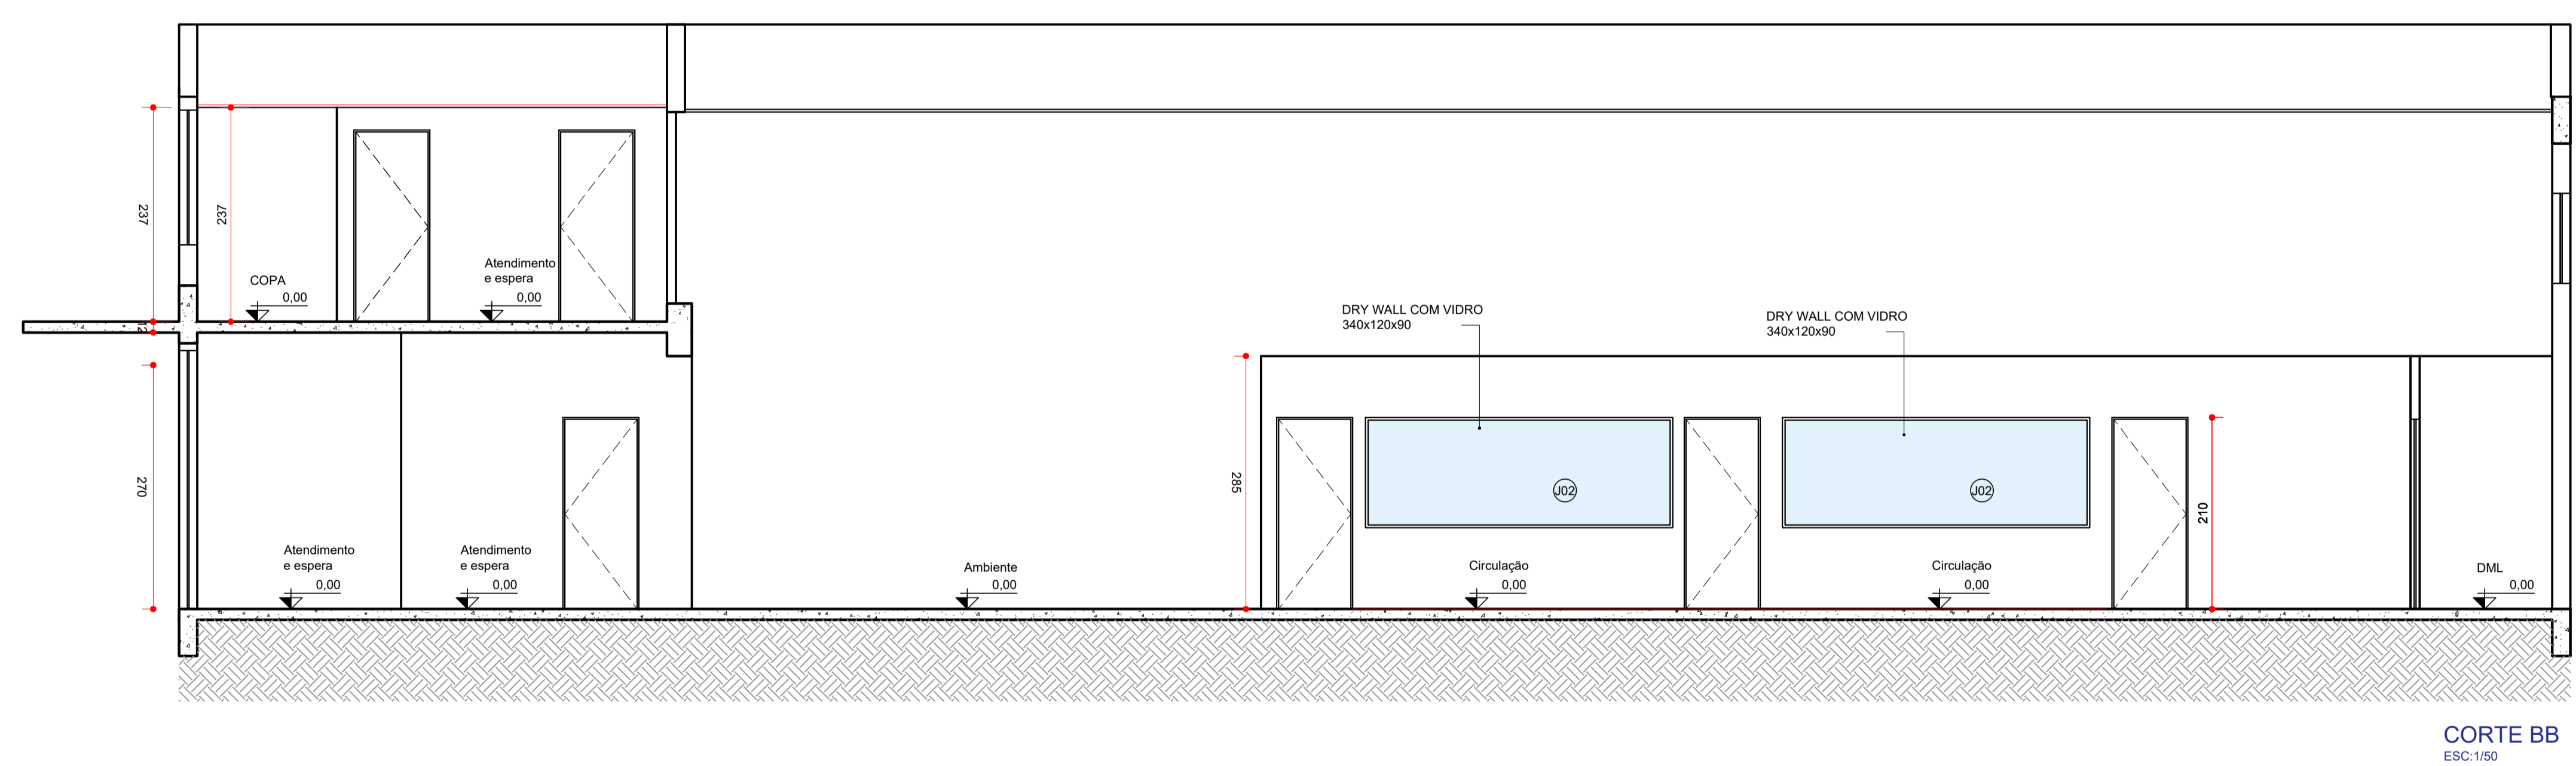 237
237
COPA
0,00
Atendimento
e espera
0,00
12
DRY WALL COM VIDRO
340x120x90
DRY WALL COM VIDRO
340x120x90
270
285
J02
J02
210
Atendimento
e espera
0,00
Atendimento
e espera
0,00
Ambiente
0,00
Circulação
0,00
Circulação
0,00
DML
0,00
CORTE BB
ESC:1/50